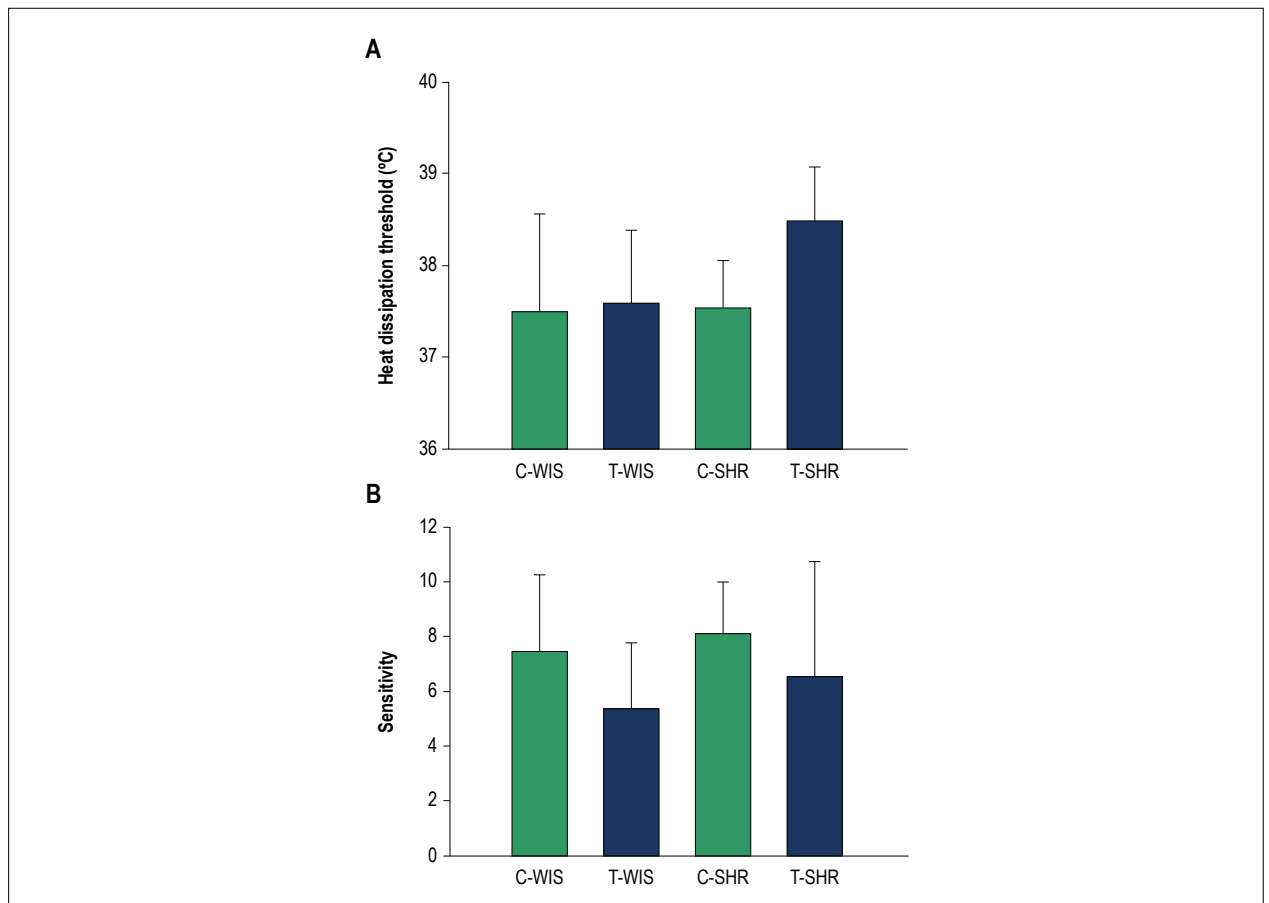 A
Heat dissipation threshold (ºC)
40
39
38
37
36
C-WIS T-WIS C-SHR T-SHR
B
Sensitivity
12
10
8
6
4
2
0
C-WIS T-WIS C-SHR T-SHR